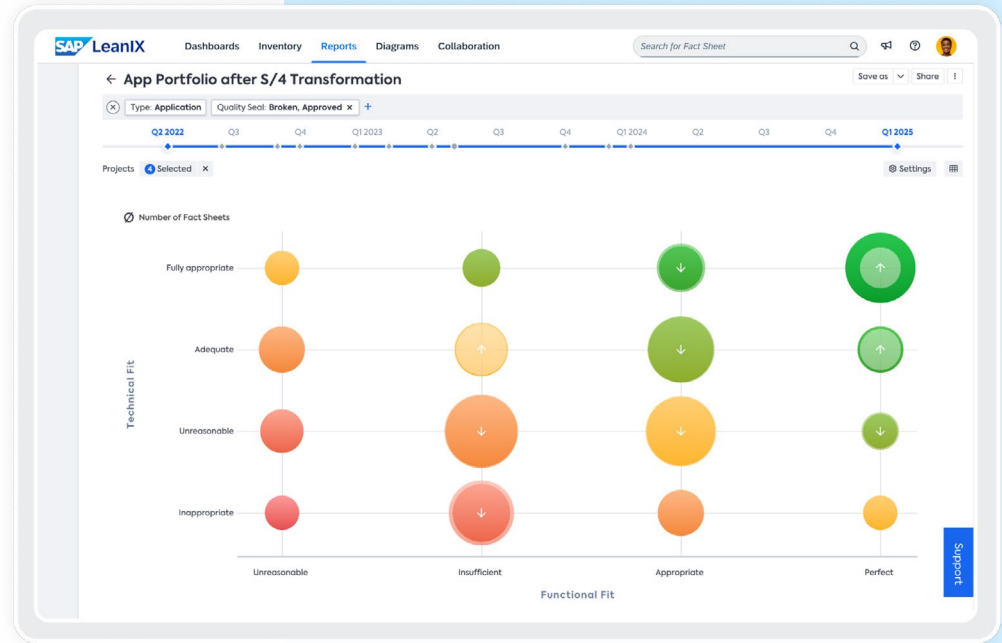 SAP LeanIX Dashboards Inventory Reports Diagrams Collaboration Search for Fact Sheet
← App Portfolio after S/4 Transformation Save as Share
Type: Application Quality Seal: Broken, Approved × +
Q2 2022 Q3 Q4 Q1 2023 Q2 Q3 Q4 Q1 2024 Q2 Q3 Q4 Q1 2025
Projects 4 Selected × Settings
Number of Fact Sheets
Fully appropriate
Adequate
Technical Fit
Unreasonable
Inappropriate
Support
Unreasonable Insufficient Appropriate Perfect
Functional Fit